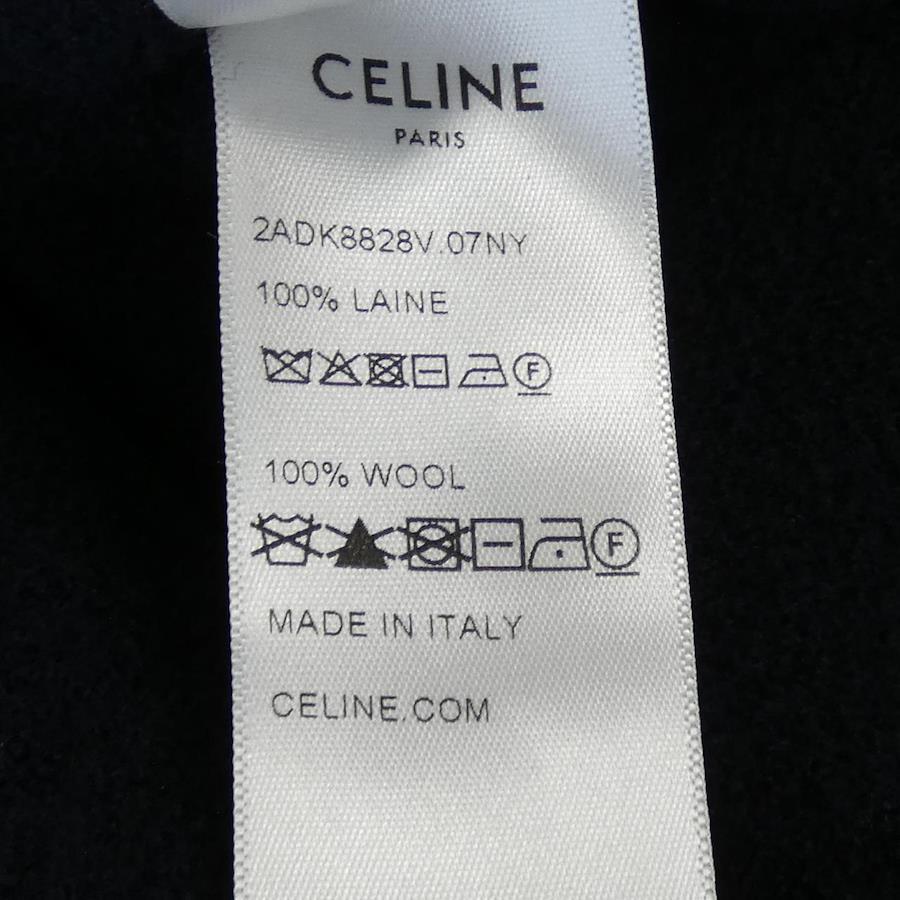 CELINE
PARIS
2ADK8828V.07NY
100% LAINE
F
100% WOOL
F
MADE IN ITALY
CELINE.COM